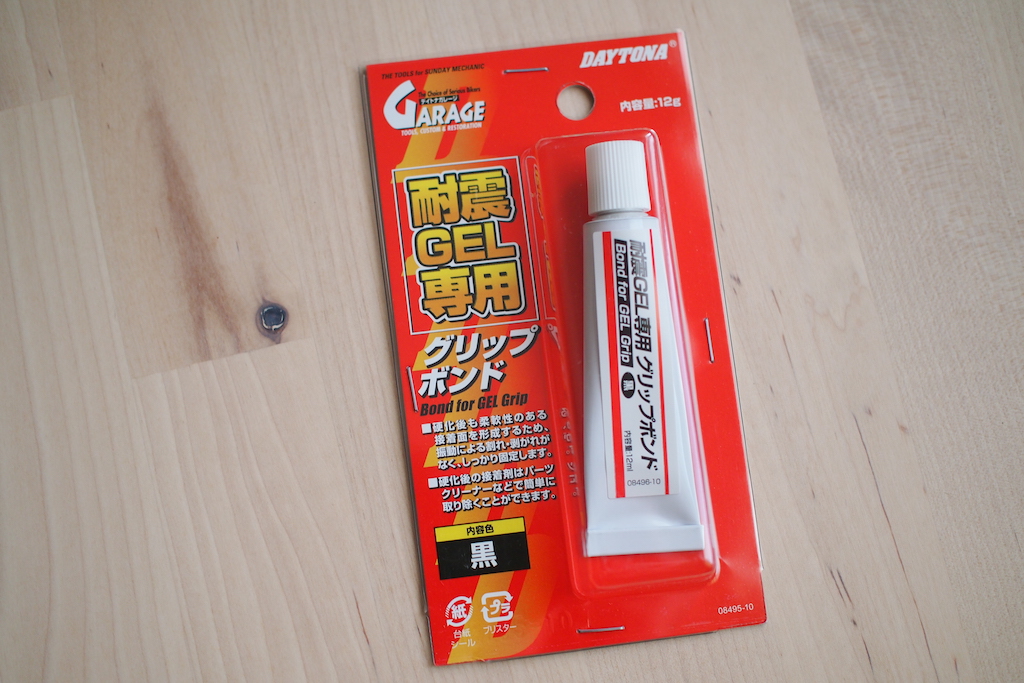 THE TOOLS for SUNDAY MECHANIC
DAYTONA®
The Choice of Serious Bikers
デイトナガレージ
GARAGE
TOOLS, CUSTOM & RESTORATION
内容量:12g
耐震
GEL
専用
グリップ
ボンド
Bond for GEL Grip
■硬化後も柔軟性のある
接着面を形成するため、
振動による割れ・剥がれが
なく、しっかり固定します。
■硬化後の接着剤はパーツ
クリーナーなどで簡単に
取り除くことができます。
内容色
黒
紙
台紙
シール
プラ
ブリスター
耐震GEL専用 グリップボンド
Bond for GEL Grip 黒
内容量:12ml
08496-10
08495-10